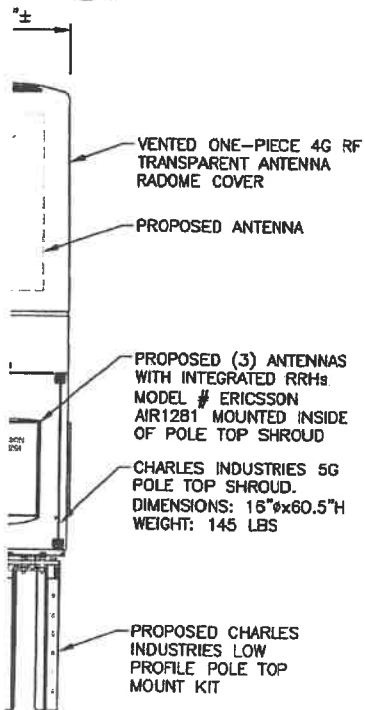 "±
VENTED ONE-PIECE 4G RF
TRANSPARENT ANTENNA
RADOME COVER
PROPOSED ANTENNA
PROPOSED (3) ANTENNAS
WITH INTEGRATED RRHs
MODEL # ERICSSON
AIR1281 MOUNTED INSIDE
OF POLE TOP SHROUD
CHARLES INDUSTRIES 5G
POLE TOP SHROUD.
DIMENSIONS: 16"øx60.5"H
WEIGHT: 145 LBS
PROPOSED CHARLES
INDUSTRIES LOW
PROFILE POLE TOP
MOUNT KIT